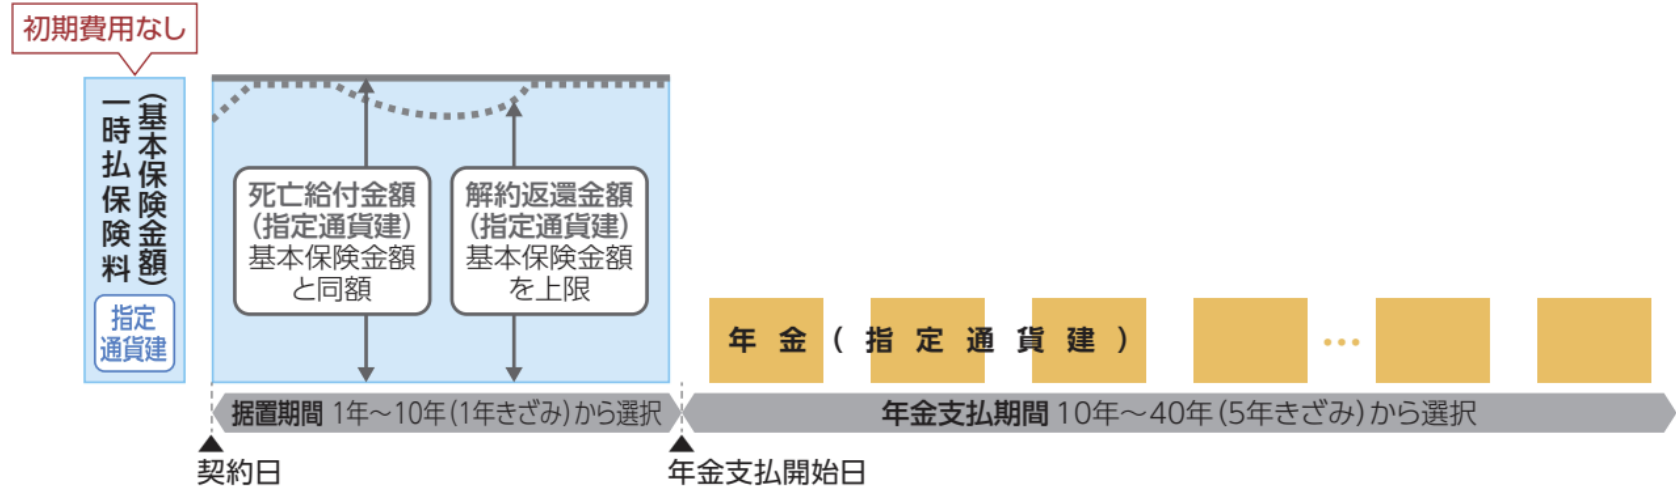 初期費用なし
一時払保険料
（基本保険金額）
指定
通貨建
死亡給付金額
（指定通貨建）
基本保険金額
と同額
解約返還金額
（指定通貨建）
基本保険金額
を上限
年金（指定通貨建）
…
据置期間 1年～10年（1年きざみ）から選択
年金支払期間 10年～40年（5年きざみ）から選択
契約日
年金支払開始日